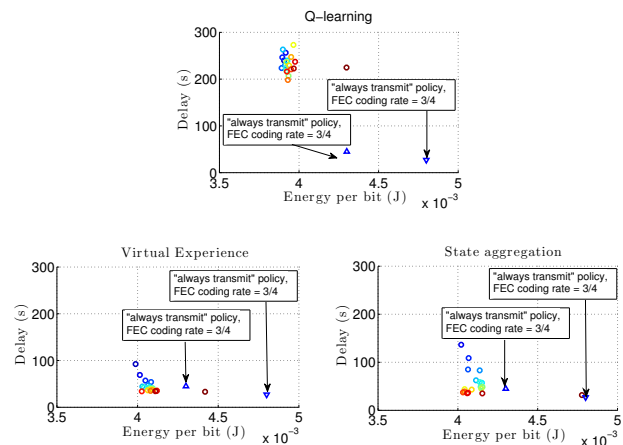 Q-learning
300
200
100
0
Delay (s)
"always transmit" policy,
FEC coding rate = 3/4
"always transmit" policy,
FEC coding rate = 3/4
3.5 4 4.5 5
Energy per bit (J)
x 10⁻³
Virtual Experience
300
200
100
0
Delay (s)
"always transmit" policy,
FEC coding rate = 3/4
"always transmit" policy,
FEC coding rate = 3/4
3.5 4 4.5 5
Energy per bit (J)
x 10⁻³
State aggregation
300
200
100
0
Delay (s)
"always transmit" policy,
FEC coding rate = 3/4
"always transmit" policy,
FEC coding rate = 3/4
3.5 4 4.5 5
Energy per bit (J)
x 10⁻³